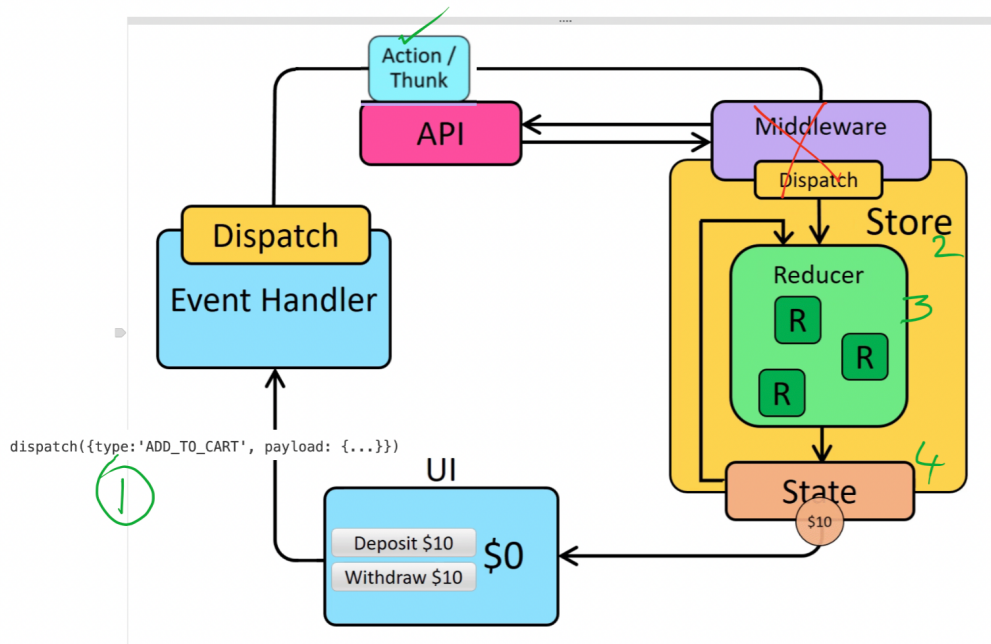 Action /
Thunk
API
Middleware
Dispatch
Store
2
Dispatch
Event Handler
Reducer
R
3
R
R
dispatch({type:'ADD_TO_CART', payload: {...}})
1
UI
4
State
$10
Deposit $10
$0
Withdraw $10